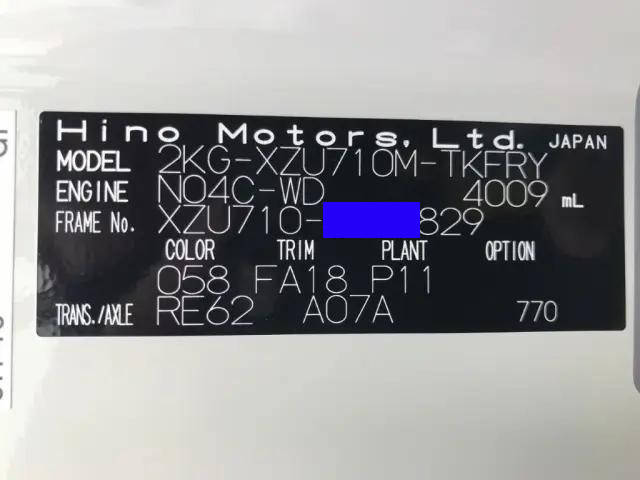 Hino Motors, Ltd. JAPAN
MODEL 2KG-XZU710M-TKFRY
ENGINE N04C-WD 4009 mL
FRAME No. XZU710- 829
COLOR TRIM PLANT OPTION
058 FA18 P11
TRANS./AXLE RE62 A07A 770